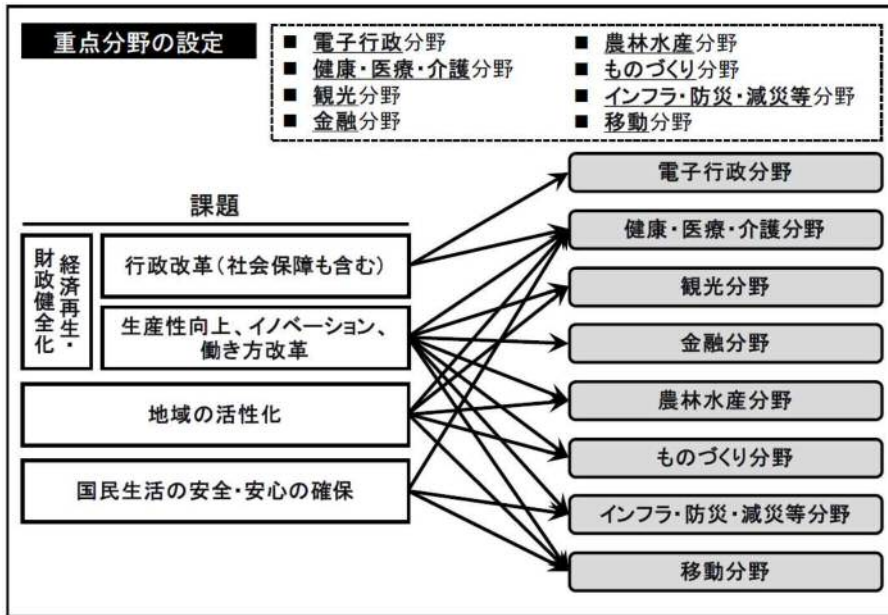 重点分野の設定
■ 電子行政分野
■ 健康・医療・介護分野
■ 観光分野
■ 金融分野
■ 農林水産分野
■ ものづくり分野
■ インフラ・防災・減災等分野
■ 移動分野
課題
経済再生・
財政健全化
行政改革（社会保障も含む）
生産性向上、イノベーション、
働き方改革
地域の活性化
国民生活の安全・安心の確保
電子行政分野
健康・医療・介護分野
観光分野
金融分野
農林水産分野
ものづくり分野
インフラ・防災・減災等分野
移動分野